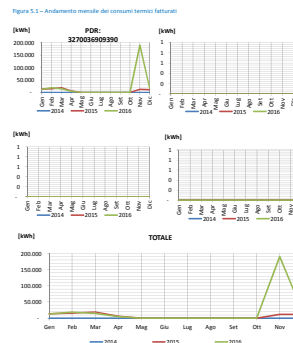 Figura 5.1 – Andamento mensile dei consumi termici fatturati
[kWh]
PDR:
3270036909390
200.000
150.000
100.000
50.000
-
Gen Feb Mar Apr Mag Giu Lug Ago Set Ott Nov Dic
2014 2015 2016
[kWh]
1
1
1
0
0
-
Gen Feb Mar Apr Mag Giu Lug Ago Set Ott Nov
2014 2015 2016
[kWh]
1
1
1
0
0
-
Gen Feb Mar Apr Mag Giu Lug Ago Set Ott Nov Dic
2014 2015 2016
[kWh]
1
1
1
0
0
-
Gen Feb Mar Apr Mag Giu Lug Ago Set Ott Nov
2014 2015 2016
[kWh]
TOTALE
200.000
150.000
100.000
50.000
-
Gen Feb Mar Apr Mag Giu Lug Ago Set Ott Nov
2014 2015 2016